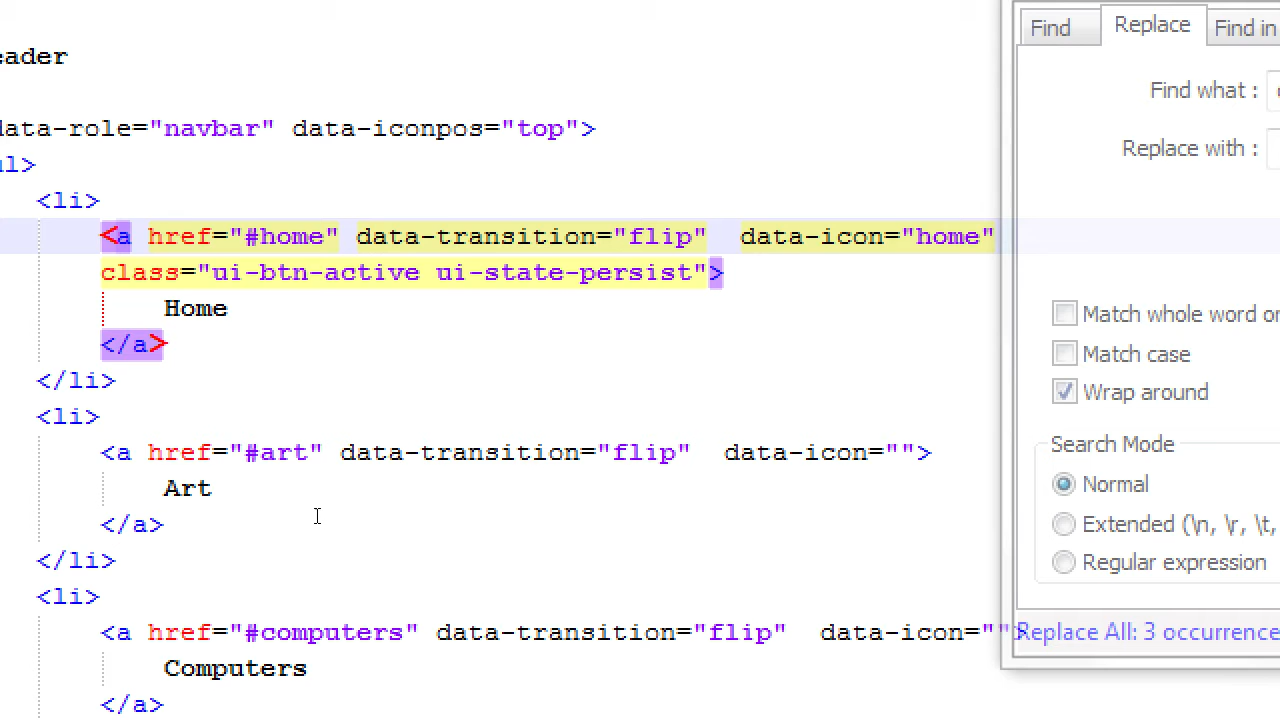 eader
data-role="navbar" data-iconpos="top">
ul>
<li>
<a href="#home" data-transition="flip"  data-icon="home"
class="ui-btn-active ui-state-persist">
Home
</a>
</li>
<li>
<a href="#art" data-transition="flip"  data-icon="">
Art
</a>
</li>
<li>
<a href="#computers" data-transition="flip"  data-icon="">
Computers
</a>
Find
Replace
Find in
Find what :
Replace with :
Match whole word
Match case
Wrap around
Search Mode
Normal
Extended (\n, \r, \t,
Regular expression
Replace All: 3 occurrence